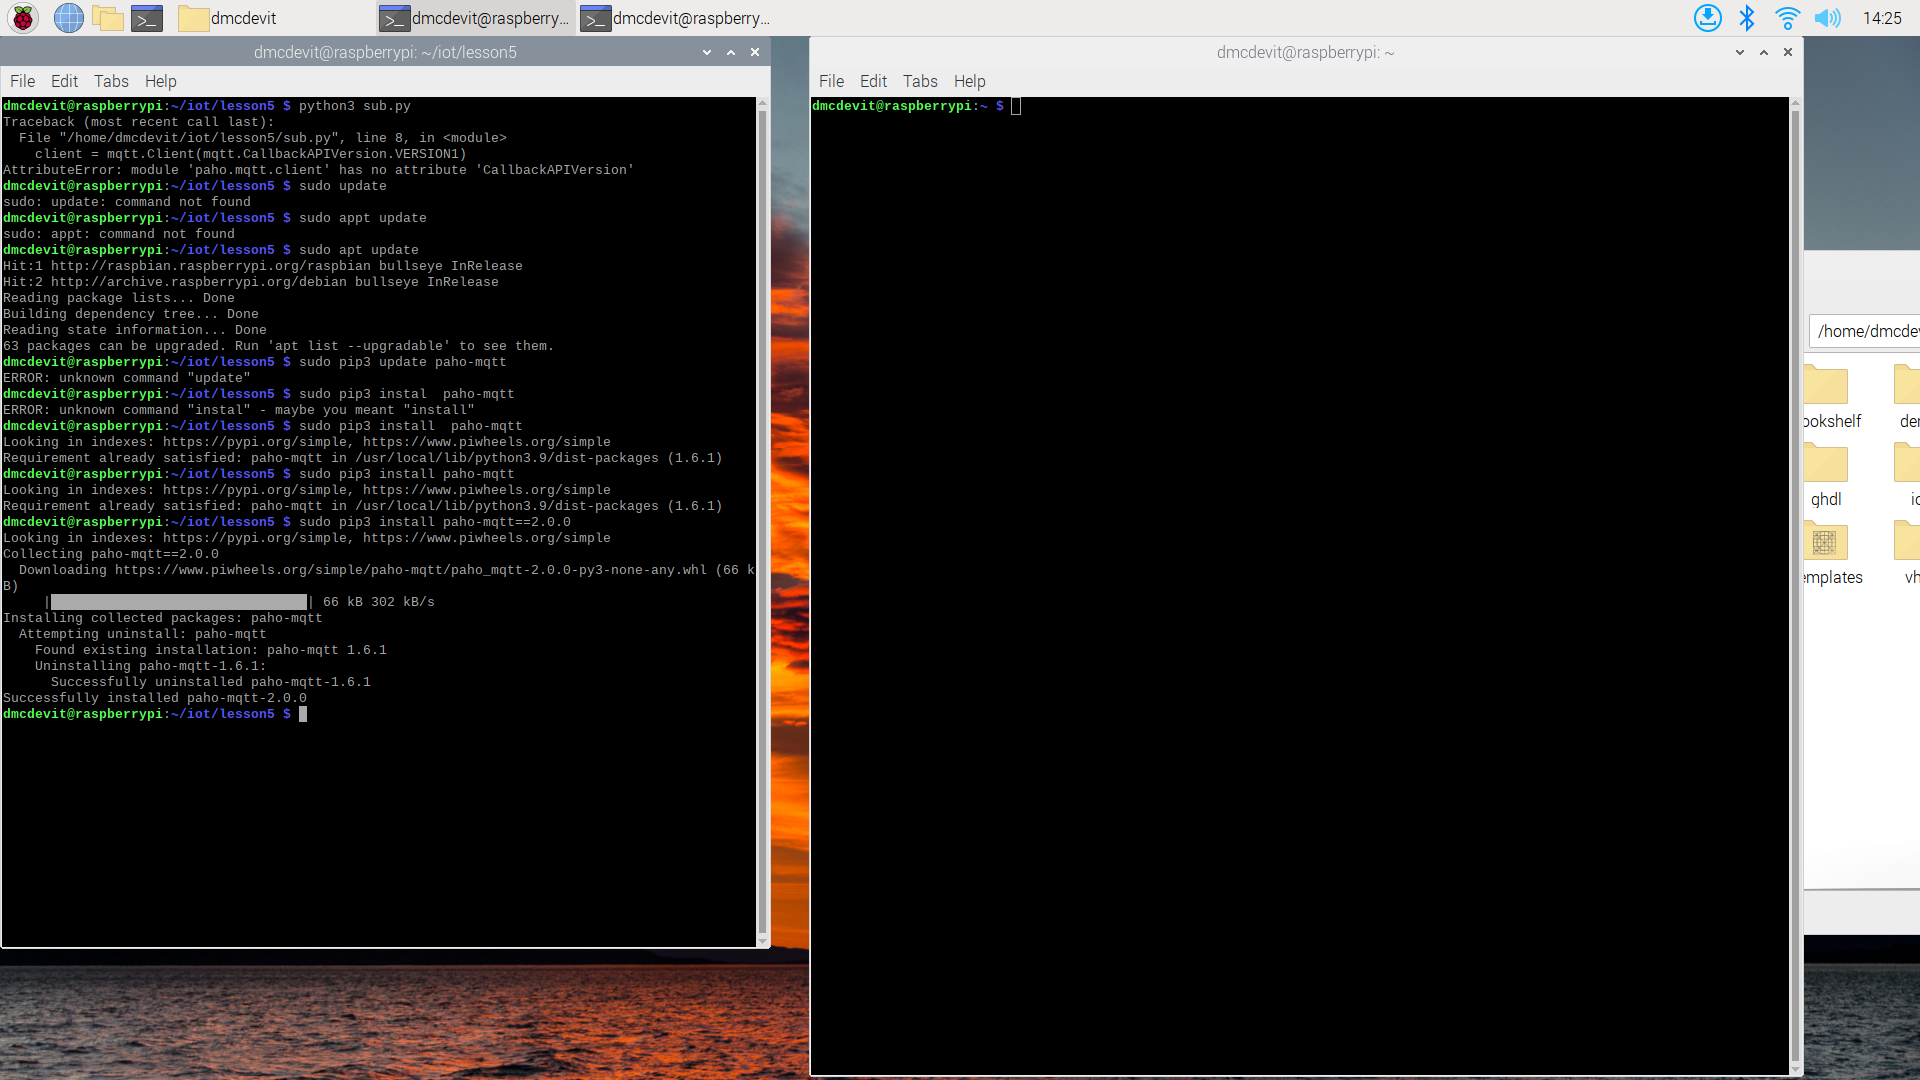 dmcdevit
dmcdevit@raspberry...
dmcdevit@raspberry...
14:25
dmcdevit@raspberrypi: ~/iot/lesson5
File Edit Tabs Help
dmcdevit@raspberrypi:~/iot/lesson5 $ python3 sub.py
Traceback (most recent call last):
  File "/home/dmcdevit/iot/lesson5/sub.py", line 8, in <module>
    client = mqtt.Client(mqtt.CallbackAPIVersion.VERSION1)
AttributeError: module 'paho.mqtt.client' has no attribute 'CallbackAPIVersion'
dmcdevit@raspberrypi:~/iot/lesson5 $ sudo update
sudo: update: command not found
dmcdevit@raspberrypi:~/iot/lesson5 $ sudo appt update
sudo: appt: command not found
dmcdevit@raspberrypi:~/iot/lesson5 $ sudo apt update
Hit:1 http://raspbian.raspberrypi.org/raspbian bullseye InRelease
Hit:2 http://archive.raspberrypi.org/debian bullseye InRelease
Reading package lists... Done
Building dependency tree... Done
Reading state information... Done
63 packages can be upgraded. Run 'apt list --upgradable' to see them.
dmcdevit@raspberrypi:~/iot/lesson5 $ sudo pip3 update paho-mqtt
ERROR: unknown command "update"
dmcdevit@raspberrypi:~/iot/lesson5 $ sudo pip3 instal  paho-mqtt
ERROR: unknown command "instal" - maybe you meant "install"
dmcdevit@raspberrypi:~/iot/lesson5 $ sudo pip3 install  paho-mqtt
Looking in indexes: https://pypi.org/simple, https://www.piwheels.org/simple
Requirement already satisfied: paho-mqtt in /usr/local/lib/python3.9/dist-packages (1.6.1)
dmcdevit@raspberrypi:~/iot/lesson5 $ sudo pip3 install paho-mqtt
Looking in indexes: https://pypi.org/simple, https://www.piwheels.org/simple
Requirement already satisfied: paho-mqtt in /usr/local/lib/python3.9/dist-packages (1.6.1)
dmcdevit@raspberrypi:~/iot/lesson5 $ sudo pip3 install paho-mqtt==2.0.0
Looking in indexes: https://pypi.org/simple, https://www.piwheels.org/simple
Collecting paho-mqtt==2.0.0
  Downloading https://www.piwheels.org/simple/paho-mqtt/paho_mqtt-2.0.0-py3-none-any.whl (66 k
B)
     |████████████████████████████████| 66 kB 302 kB/s
Installing collected packages: paho-mqtt
  Attempting uninstall: paho-mqtt
    Found existing installation: paho-mqtt 1.6.1
    Uninstalling paho-mqtt-1.6.1:
      Successfully uninstalled paho-mqtt-1.6.1
Successfully installed paho-mqtt-2.0.0
dmcdevit@raspberrypi:~/iot/lesson5 $
dmcdevit@raspberrypi: ~
File Edit Tabs Help
dmcdevit@raspberrypi:~ $
/home/dmcde
ookshelf
de
ghdl
emplates
vh